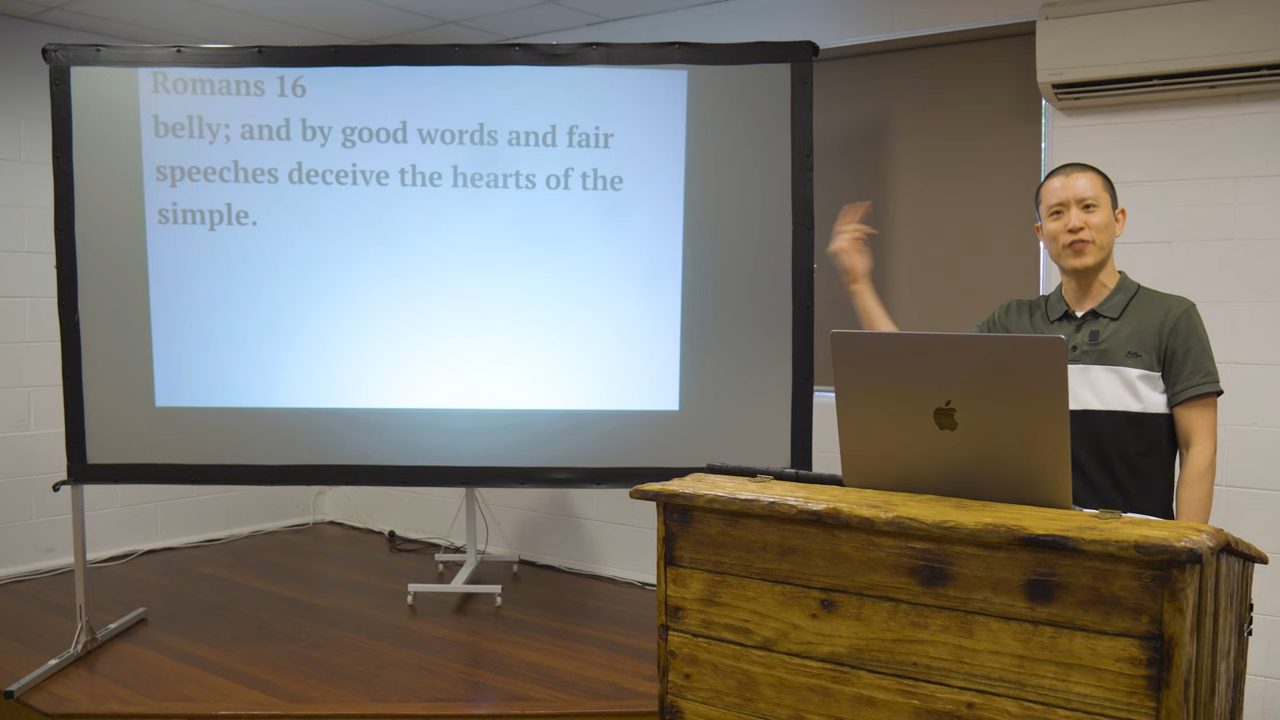 Romans 16
belly; and by good words and fair
speeches deceive the hearts of the
simple.